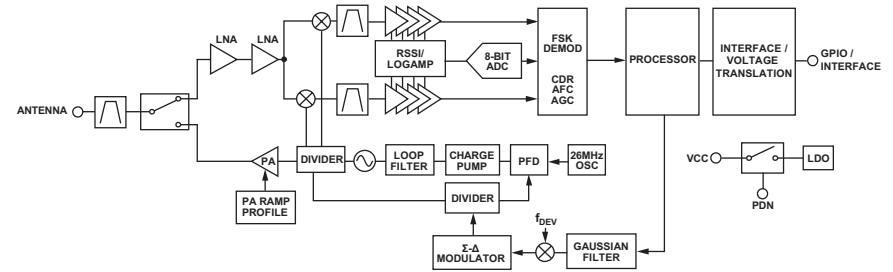 LNA
LNA
RSSI/
LOGAMP
8-BIT
ADC
FSK
DEMOD
CDR
AFC
AGC
PROCESSOR
INTERFACE /
VOLTAGE
TRANSLATION
GPIO /
INTERFACE
ANTENNA
PA
DIVIDER
LOOP
FILTER
CHARGE
PUMP
PFD
26MHz
OSC
VCC
LDO
PDN
PA RAMP
PROFILE
DIVIDER
fDEV
Σ-Δ
MODULATOR
GAUSSIAN
FILTER